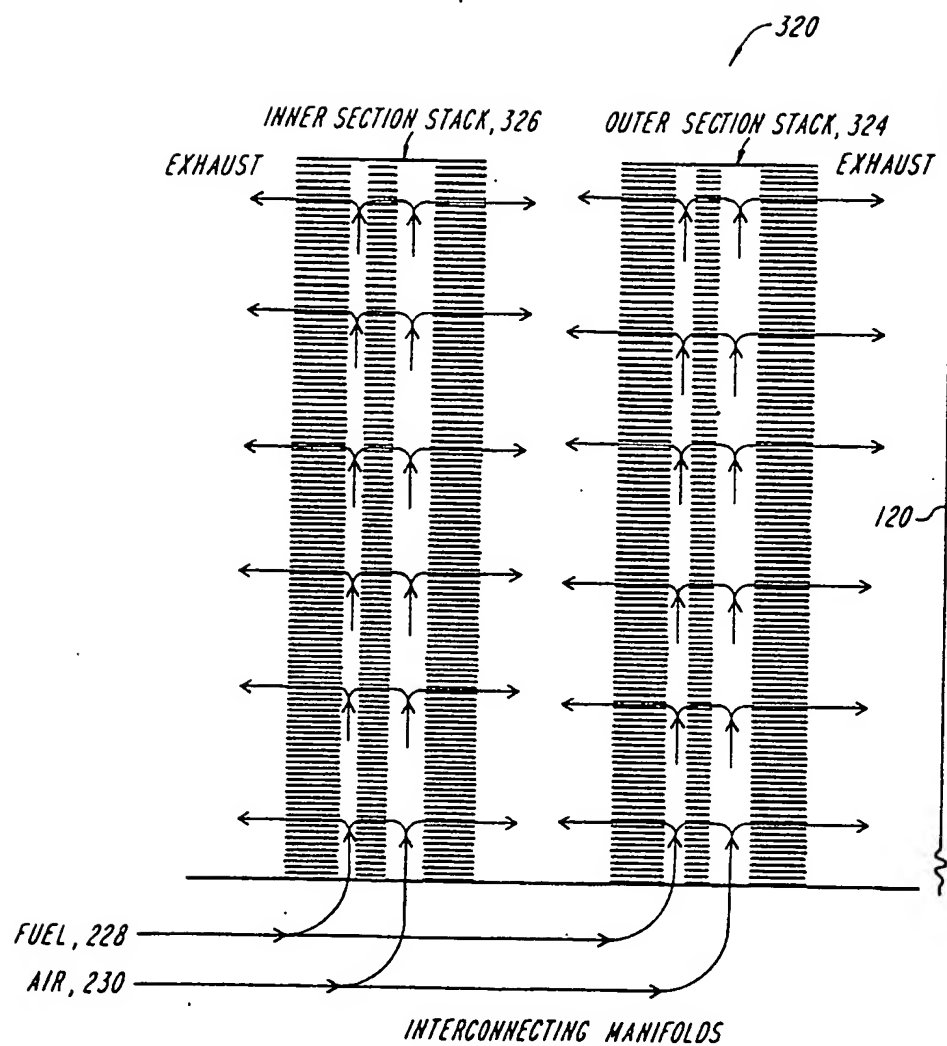 320
INNER SECTION STACK, 326
OUTER SECTION STACK, 324
EXHAUST
EXHAUST
120
FUEL, 228
AIR, 230
INTERCONNECTING MANIFOLDS